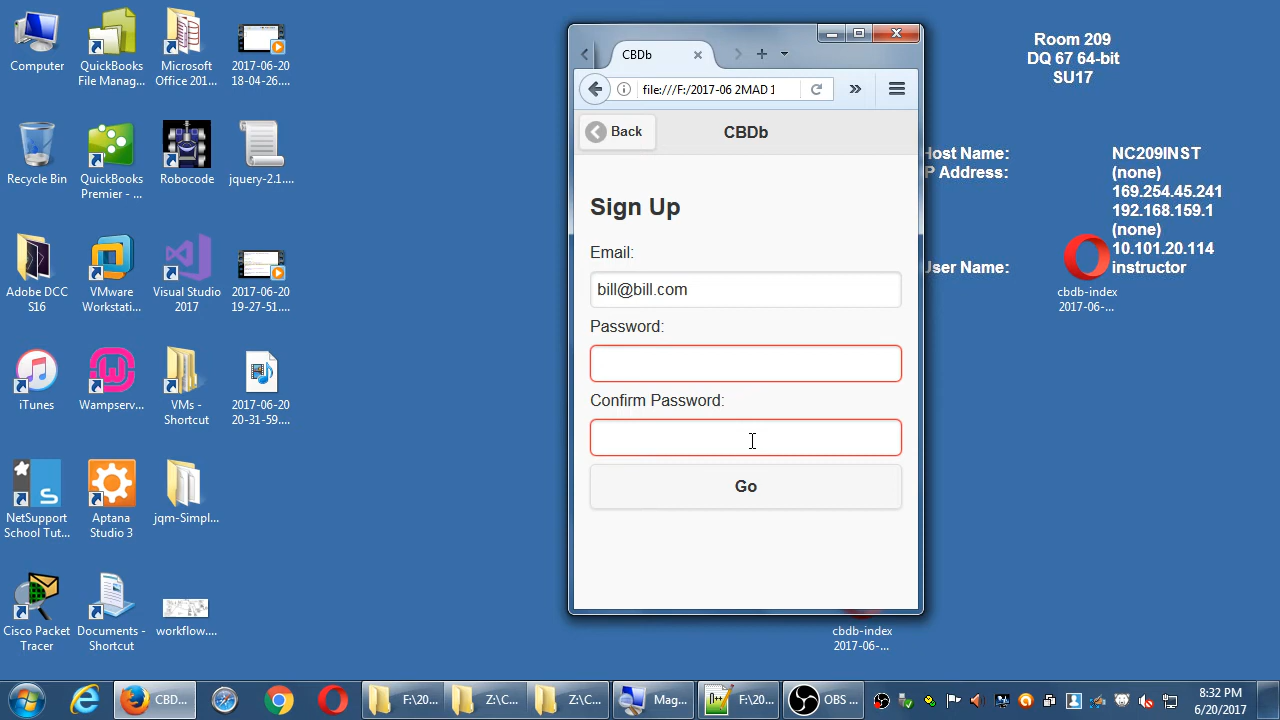 Computer
QuickBooks
File Manag...
Microsoft
Office 201...
2017-06-20
18-04-26....
Recycle Bin
QuickBooks
Premier - ...
Robocode
jquery-2.1....
Adobe DCC
S16
VMware
Workstati...
Visual Studio
2017
2017-06-20
19-27-51....
iTunes
Wampserv...
VMs -
Shortcut
2017-06-20
20-31-59....
NetSupport
School Tut...
Aptana
Studio 3
jqm-Simpl...
Cisco Packet
Tracer
Documents -
Shortcut
workflow....
CBDb
file:///F:/2017-06 2MAD 1
Back
CBDb
Sign Up
Email:
bill@bill.com
Password:
Confirm Password:
Go
Room 209
DQ 67 64-bit
SU17
Host Name: NC209INST
IP Address: (none)
169.254.45.241
192.168.159.1
(none)
10.101.20.114
User Name: instructor
cbdb-index
2017-06-...
cbdb-index
2017-06-...
CBD...
F:\20...
Z:\C...
Z:\C...
Mag...
F:\20...
OBS ...
8:32 PM
6/20/2017